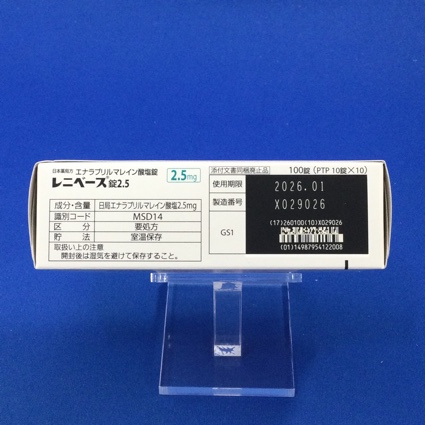 日本薬局方 エナラプリルマレイン酸塩錠
レニベース®錠2.5
2.5mg
成分・含量 日局エナラプリルマレイン酸塩2.5mg
識別コード MSD14
区分 要処方
貯法 室温保存
取扱い上の注意
開封後は湿気を避けて保存すること。
添付文書同梱廃止品 100錠 (PTP 10錠×10)
使用期限 2026.01
製造番号 X029026
GS1
(17)260100(10)X029026
(01)14987954122008